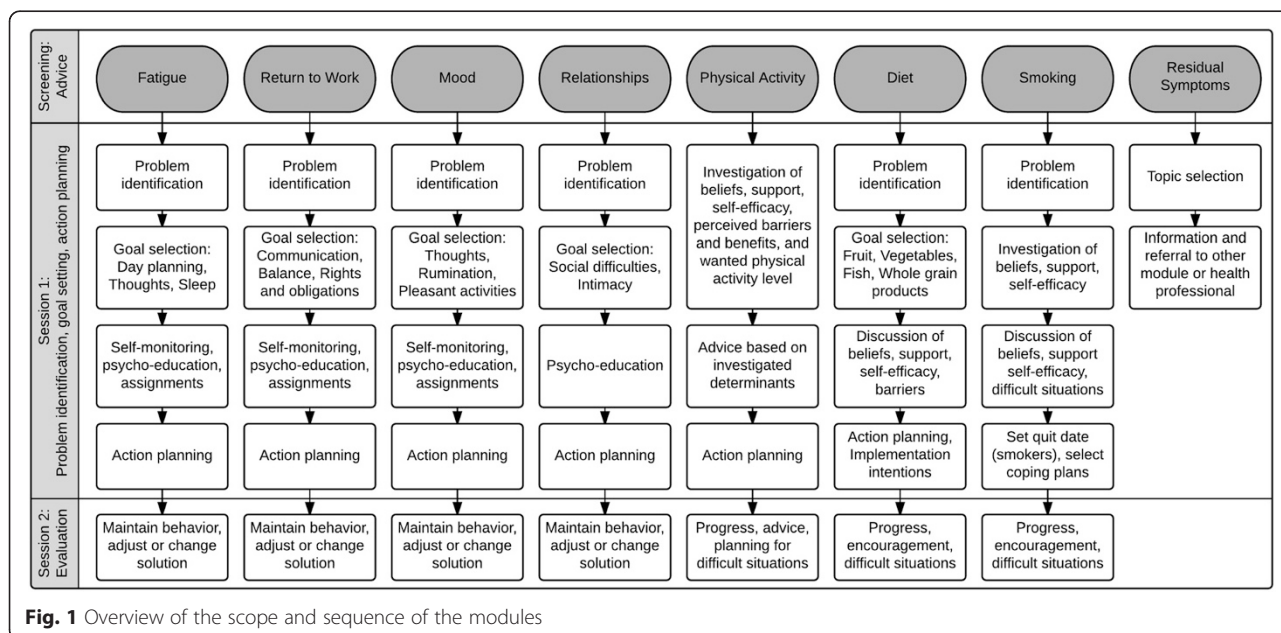 Screening:
Advice
Fatigue
Return to Work
Mood
Relationships
Physical Activity
Diet
Smoking
Residual
Symptoms
Session 1:
Problem identification, goal setting, action planning
Problem
identification
Problem
identification
Problem
identification
Problem
identification
Investigation of
beliefs, support,
self-efficacy,
perceived barriers
and benefits, and
wanted physical
activity level
Problem
identification
Problem
identification
Topic selection
Goal selection:
Day planning,
Thoughts, Sleep
Goal selection:
Communication,
Balance, Rights
and obligations
Goal selection:
Thoughts,
Rumination,
Pleasant activities
Goal selection:
Social difficulties,
Intimacy
Goal selection:
Fruit, Vegetables,
Fish, Whole grain
products
Investigation of
beliefs, support,
self-efficacy
Information and
referral to other
module or health
professional
Self-monitoring,
psycho-education,
assignments
Self-monitoring,
psycho-education,
assignments
Self-monitoring,
psycho-education,
assignments
Psycho-education
Advice based on
investigated
determinants
Discussion of
beliefs, support,
self-efficacy,
barriers
Discussion of
beliefs, support
self-efficacy,
difficult situations
Action planning
Action planning
Action planning
Action planning
Action planning
Action planning,
Implementation
intentions
Set quit date
(smokers), select
coping plans
Session 2:
Evaluation
Maintain behavior,
adjust or change
solution
Maintain behavior,
adjust or change
solution
Maintain behavior,
adjust or change
solution
Maintain behavior,
adjust or change
solution
Progress, advice,
planning for
difficult situations
Progress,
encouragement,
difficult situations
Progress,
encouragement,
difficult situations
Fig. 1 Overview of the scope and sequence of the modules